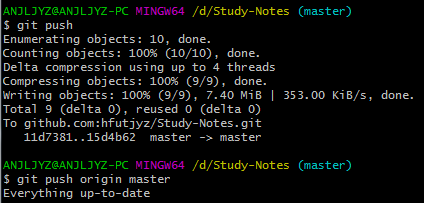 ANJLJYZ@ANJLJYZ-PC MINGW64 /d/Study-Notes (master)
$ git push
Enumerating objects: 10, done.
Counting objects: 100% (10/10), done.
Delta compression using up to 4 threads
Compressing objects: 100% (9/9), done.
Writing objects: 100% (9/9), 7.40 MiB | 353.00 KiB/s, done.
Total 9 (delta 0), reused 0 (delta 0)
To github.com:hfutjyz/Study-Notes.git
   11d7381..15d4b62  master -> master

ANJLJYZ@ANJLJYZ-PC MINGW64 /d/Study-Notes (master)
$ git push origin master
Everything up-to-date